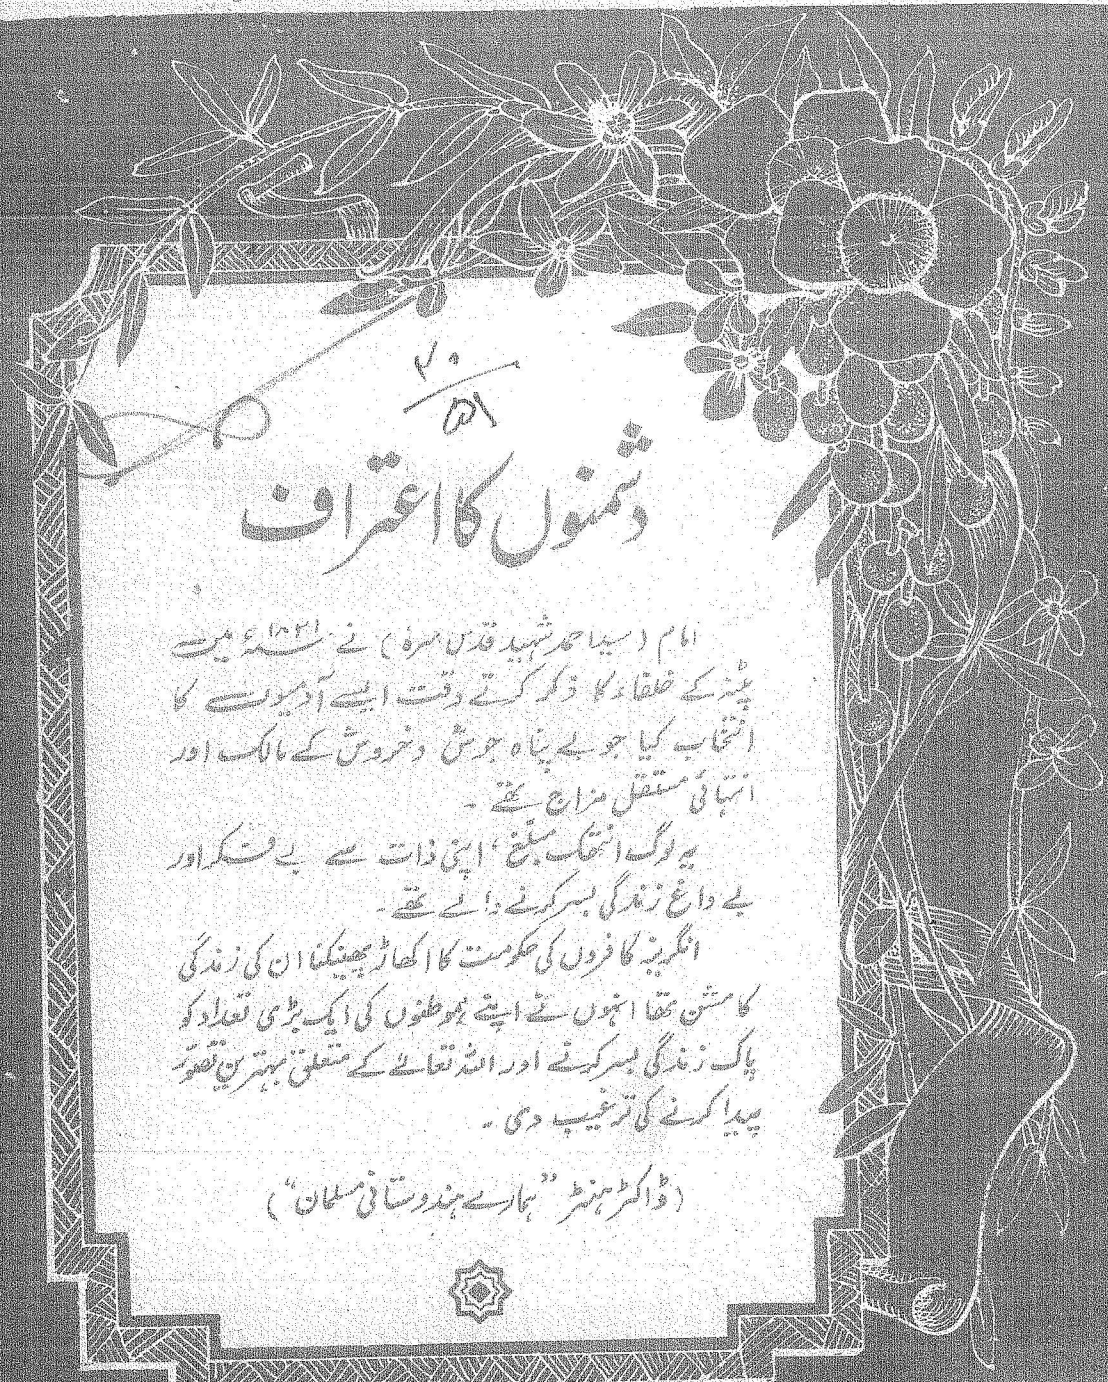 ۳۰
۵۱
دشمنوں کا اعتراف
امام (سید احمد شہید قدس سرہٗ) نے ۱۸۲۱ء میں
پٹنہ کے خلفاء کا ذکر کرتے وقت ایسے آدمیوں کا
انتخاب کیا جو بے پناہ جوش و خروش کے مالک اور
انتہائی مستقل مزاج تھے ۔
یہ لوگ انتھک مبلغ، اپنی ذات سے بے فکر اور
بے داغ زندگی بسر کرنے والے تھے ۔
انگریز کافروں کی حکومت کا اکھاڑ پھینکنا ان کی زندگی
کا مشن تھا انہوں نے اپنے ہموطنوں کی ایک بڑی تعداد کو
پاک زندگی بسر کرنے اور اللہ تعالےٰ کے متعلق بہترین تصور
پیدا کرنے کی ترغیب دی ۔
(ڈاکٹر ہنٹر "ہمارے ہندوستانی مسلمان")